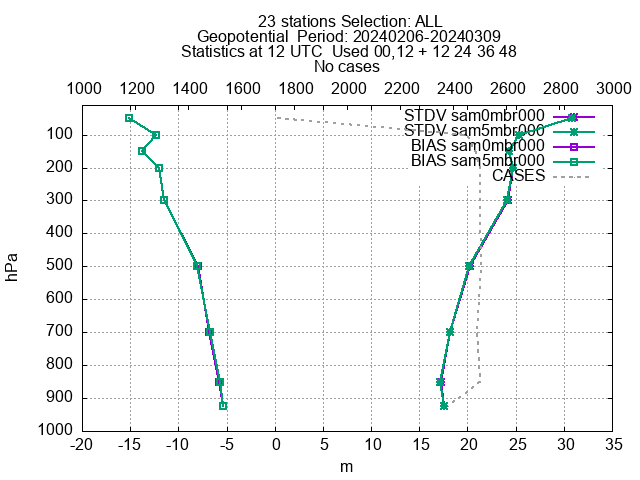 23 stations Selection: ALL
Geopotential  Period: 20240206-20240309
Statistics at 12 UTC  Used 00,12 + 12 24 36 48
No cases
1000 1200 1400 1600 1800 2000 2200 2400 2600 2800 3000
STDV sam0mbr000
STDV sam5mbr000
BIAS sam0mbr000
BIAS sam5mbr000
CASES
100
200
300
400
500
600
700
800
900
1000
hPa
-20 -15 -10 -5 0 5 10 15 20 25 30 35
m